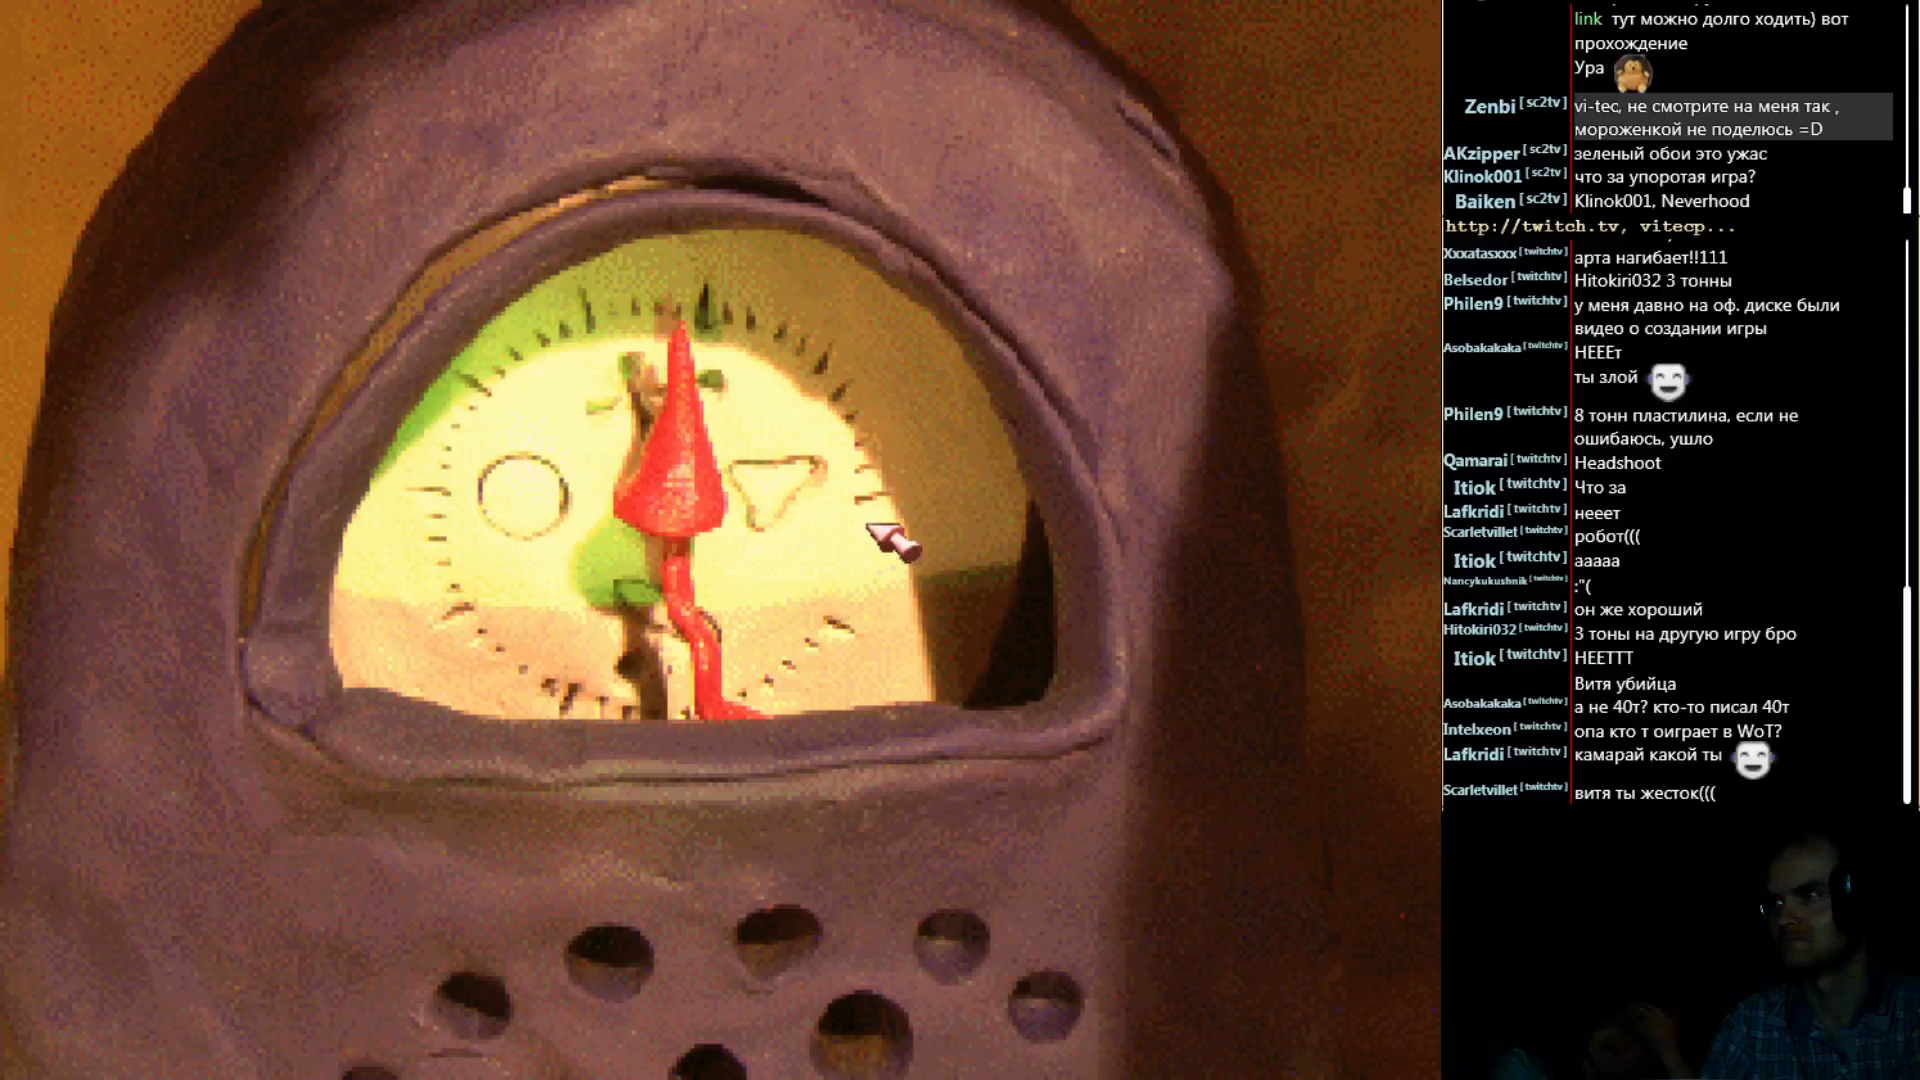 link тут можно долго ходить) вот
прохождение
Ура
Zenbi [sc2tv] vi-tec, не смотрите на меня так ,
мороженкой не поделюсь =D
AKzipper [sc2tv] зеленый обои это ужас
Klinok001 [sc2tv] что за упоротая игра?
Baiken [sc2tv] Klinok001, Neverhood
http://twitch.tv, vitecp...
Xxxatasxxx [twitchtv] арта нагибает!!111
Belsedor [twitchtv] Hitokiri032 3 тонны
Philen9 [twitchtv] у меня давно на оф. диске были
видео о создании игры
Asobakakaka [twitchtv] НЕЕЕт
ты злой
Philen9 [twitchtv] 8 тонн пластилина, если не
ошибаюсь, ушло
Qamarai [twitchtv] Headshoot
Itiok [twitchtv] Что за
Lafkridi [twitchtv] нееет
Scarletvillet [twitchtv] робот(((
Itiok [twitchtv] ааааа
Nancykukushnik [twitchtv] :"(
Lafkridi [twitchtv] он же хороший
Hitokiri032 [twitchtv] 3 тоны на другую игру бро
Itiok [twitchtv] НЕЕТТТ
Витя убийца
Asobakakaka [twitchtv] а не 40т? кто-то писал 40т
Intelxeon [twitchtv] опа кто т оиграет в WoT?
Lafkridi [twitchtv] камарай какой ты
Scarletvillet [twitchtv] витя ты жесток(((